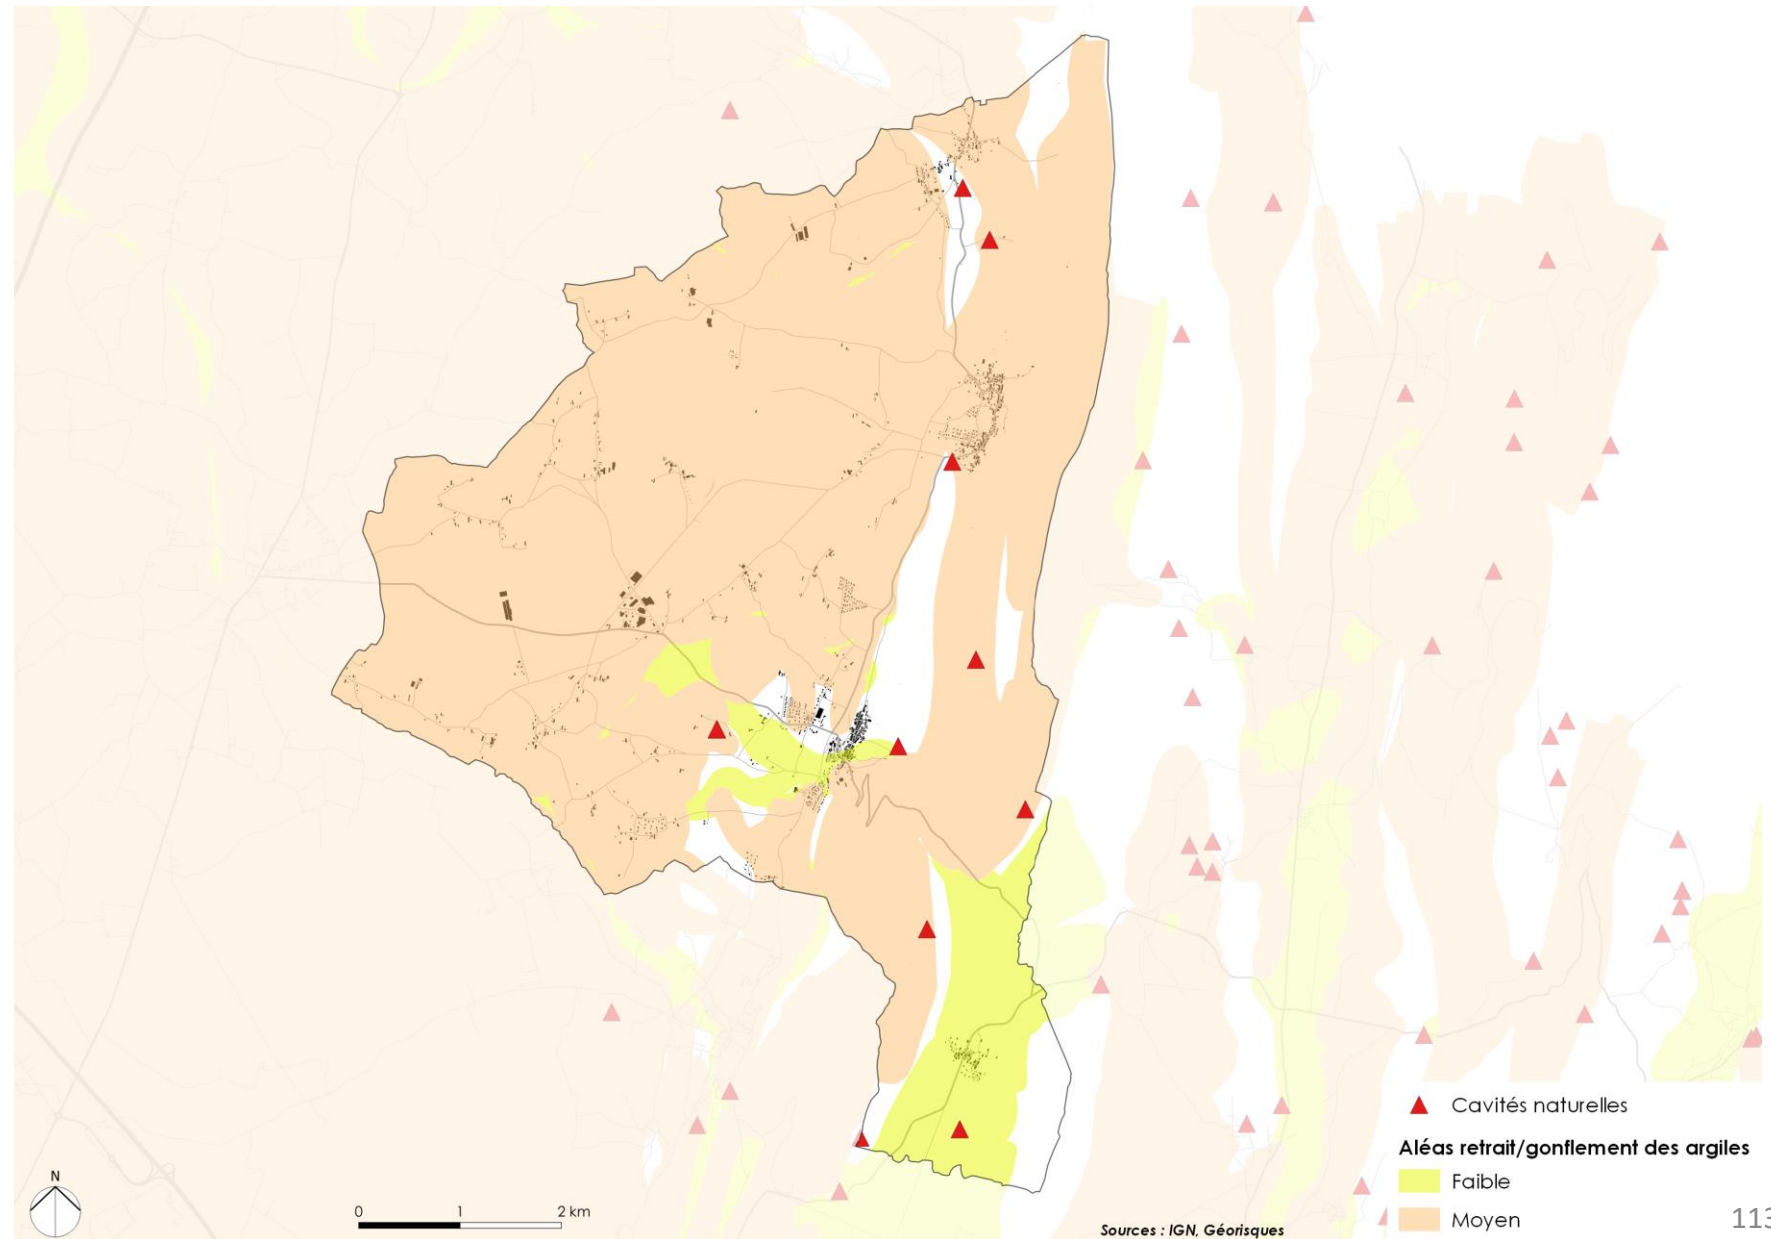 Cavités naturelles
Aléas retrait/gonflement des argiles
Faible
Moyen
N
0 1 2 km
Sources : IGN, Géorisques
113